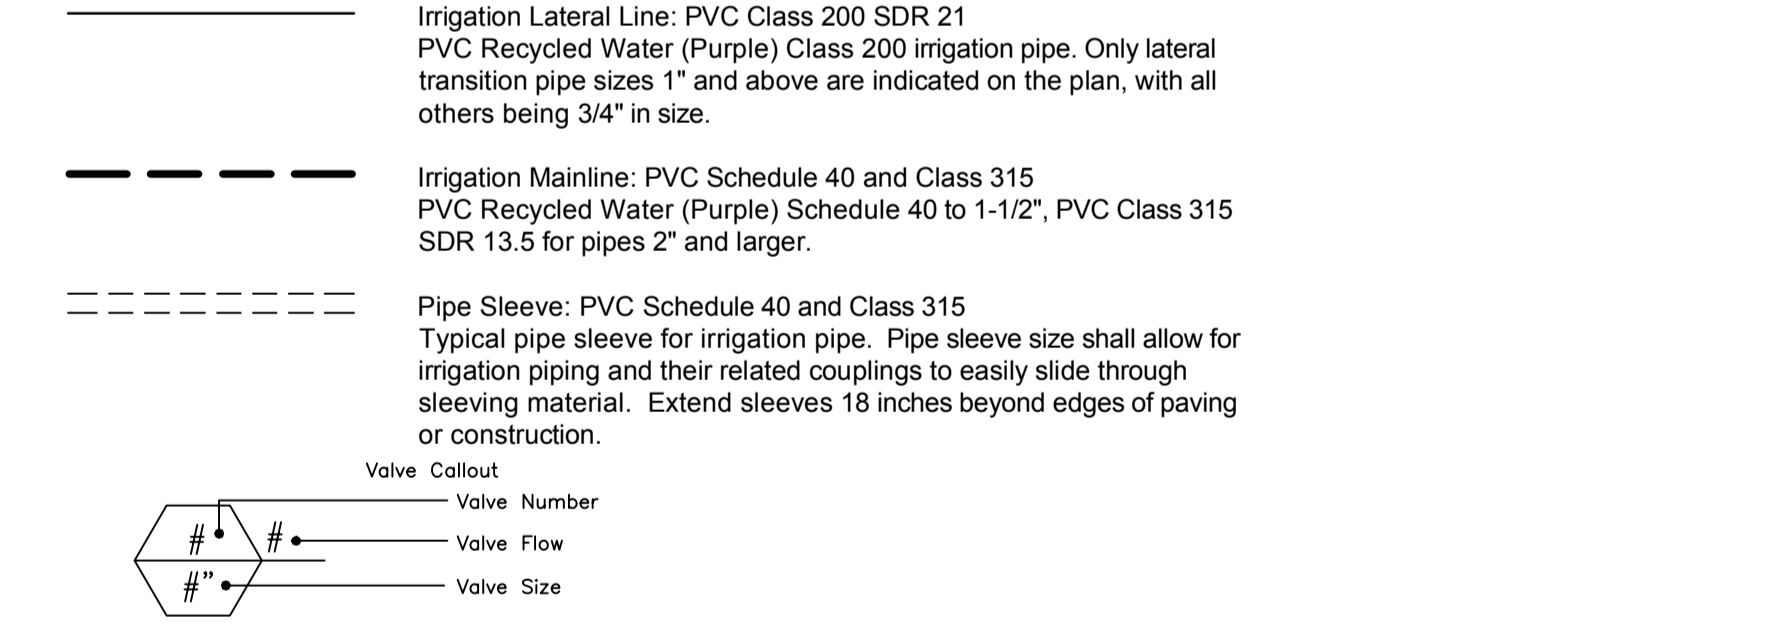 Irrigation Lateral Line: PVC Class 200 SDR 21
PVC Recycled Water (Purple) Class 200 irrigation pipe. Only lateral
transition pipe sizes 1" and above are indicated on the plan, with all
others being 3/4" in size.
Irrigation Mainline: PVC Schedule 40 and Class 315
PVC Recycled Water (Purple) Schedule 40 to 1-1/2", PVC Class 315
SDR 13.5 for pipes 2" and larger.
Pipe Sleeve: PVC Schedule 40 and Class 315
Typical pipe sleeve for irrigation pipe.  Pipe sleeve size shall allow for
irrigation piping and their related couplings to easily slide through
sleeving material.  Extend sleeves 18 inches beyond edges of paving
or construction.
Valve Callout
Valve Number
# #
Valve Flow
#"
Valve Size